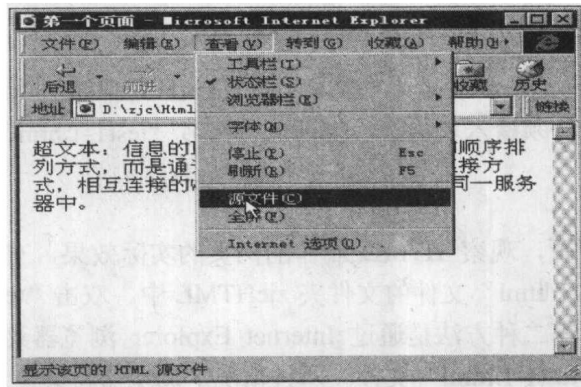 第一个页面 - Microsoft Internet Explorer
文件(F) 编辑(E) 查看(V) 转到(G) 收藏(A) 帮助(H)
后退 前进 收藏 历史
地址 D:\zjc\Html 链接
工具栏(T)
状态栏(S)
浏览器栏(E)
字体(N)
停止(P) Esc
刷新(R) F5
源文件(C)
全屏(F)
Internet 选项(O)...
超文本：信息的 的顺序排
列方式，而是通 接方
式，相互连接的 同一服务
器中。
显示该页的 HTML 源文件